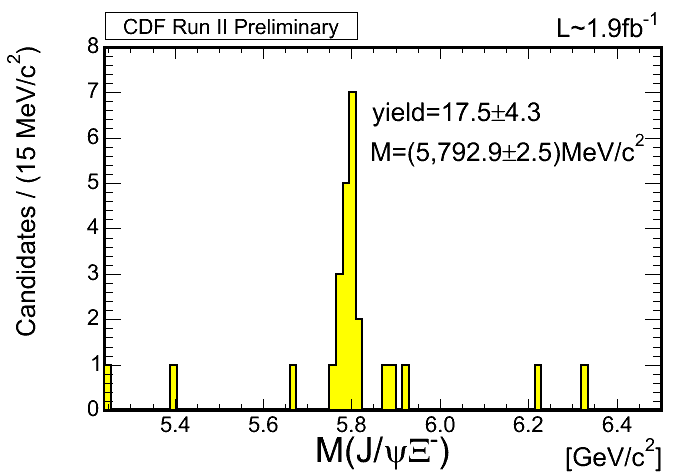 CDF Run II Preliminary
L~1.9fb⁻¹
Candidates / (15 MeV/c²)
8
7
6
5
4
3
2
1
0
yield=17.5±4.3
M=(5,792.9±2.5)MeV/c²
5.4 5.6 5.8 6.0 6.2 6.4
M(J/ψΞ⁻)
[GeV/c²]